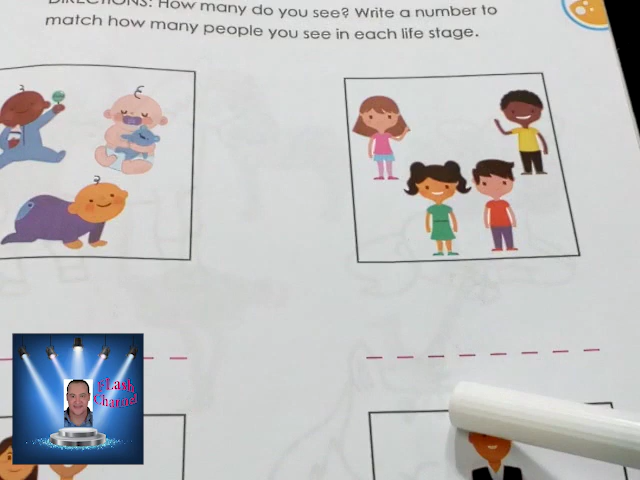 DIRECTIONS: How many do you see? Write a number to
match how many people you see in each life stage.
Lash
Channel